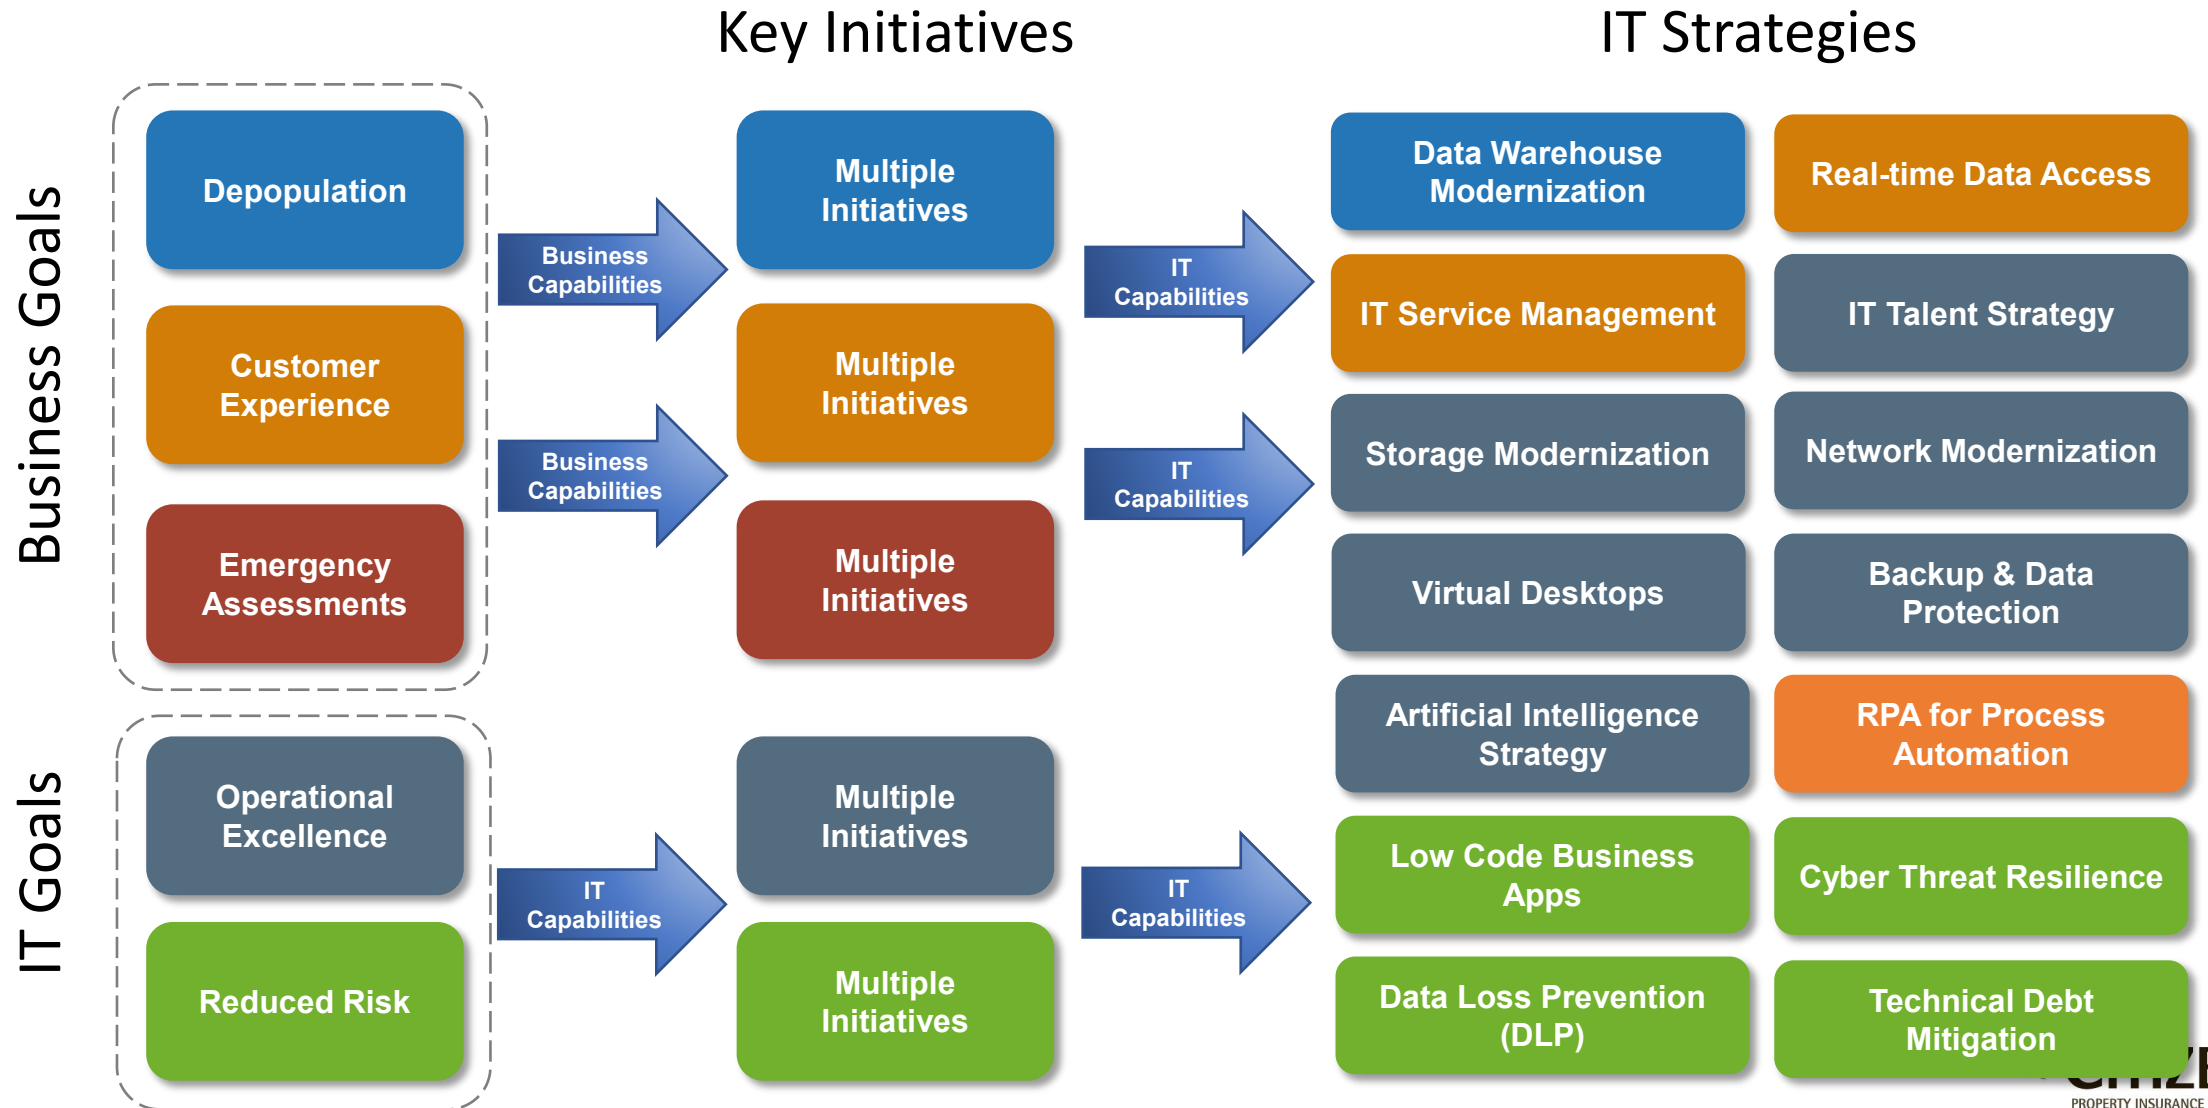 Key Initiatives
IT Strategies
Business Goals
Depopulation
Customer
Experience
Emergency
Assessments
Business
Capabilities
Business
Capabilities
Multiple
Initiatives
Multiple
Initiatives
Multiple
Initiatives
IT
Capabilities
IT
Capabilities
Data Warehouse
Modernization
Real-time Data Access
IT Service Management
IT Talent Strategy
Storage Modernization
Network Modernization
Virtual Desktops
Backup & Data
Protection
Artificial Intelligence
Strategy
RPA for Process
Automation
IT Goals
Operational
Excellence
Reduced Risk
IT
Capabilities
Multiple
Initiatives
Multiple
Initiatives
IT
Capabilities
Low Code Business
Apps
Cyber Threat Resilience
Data Loss Prevention
(DLP)
Technical Debt
Mitigation
PROPERTY INSURANCE